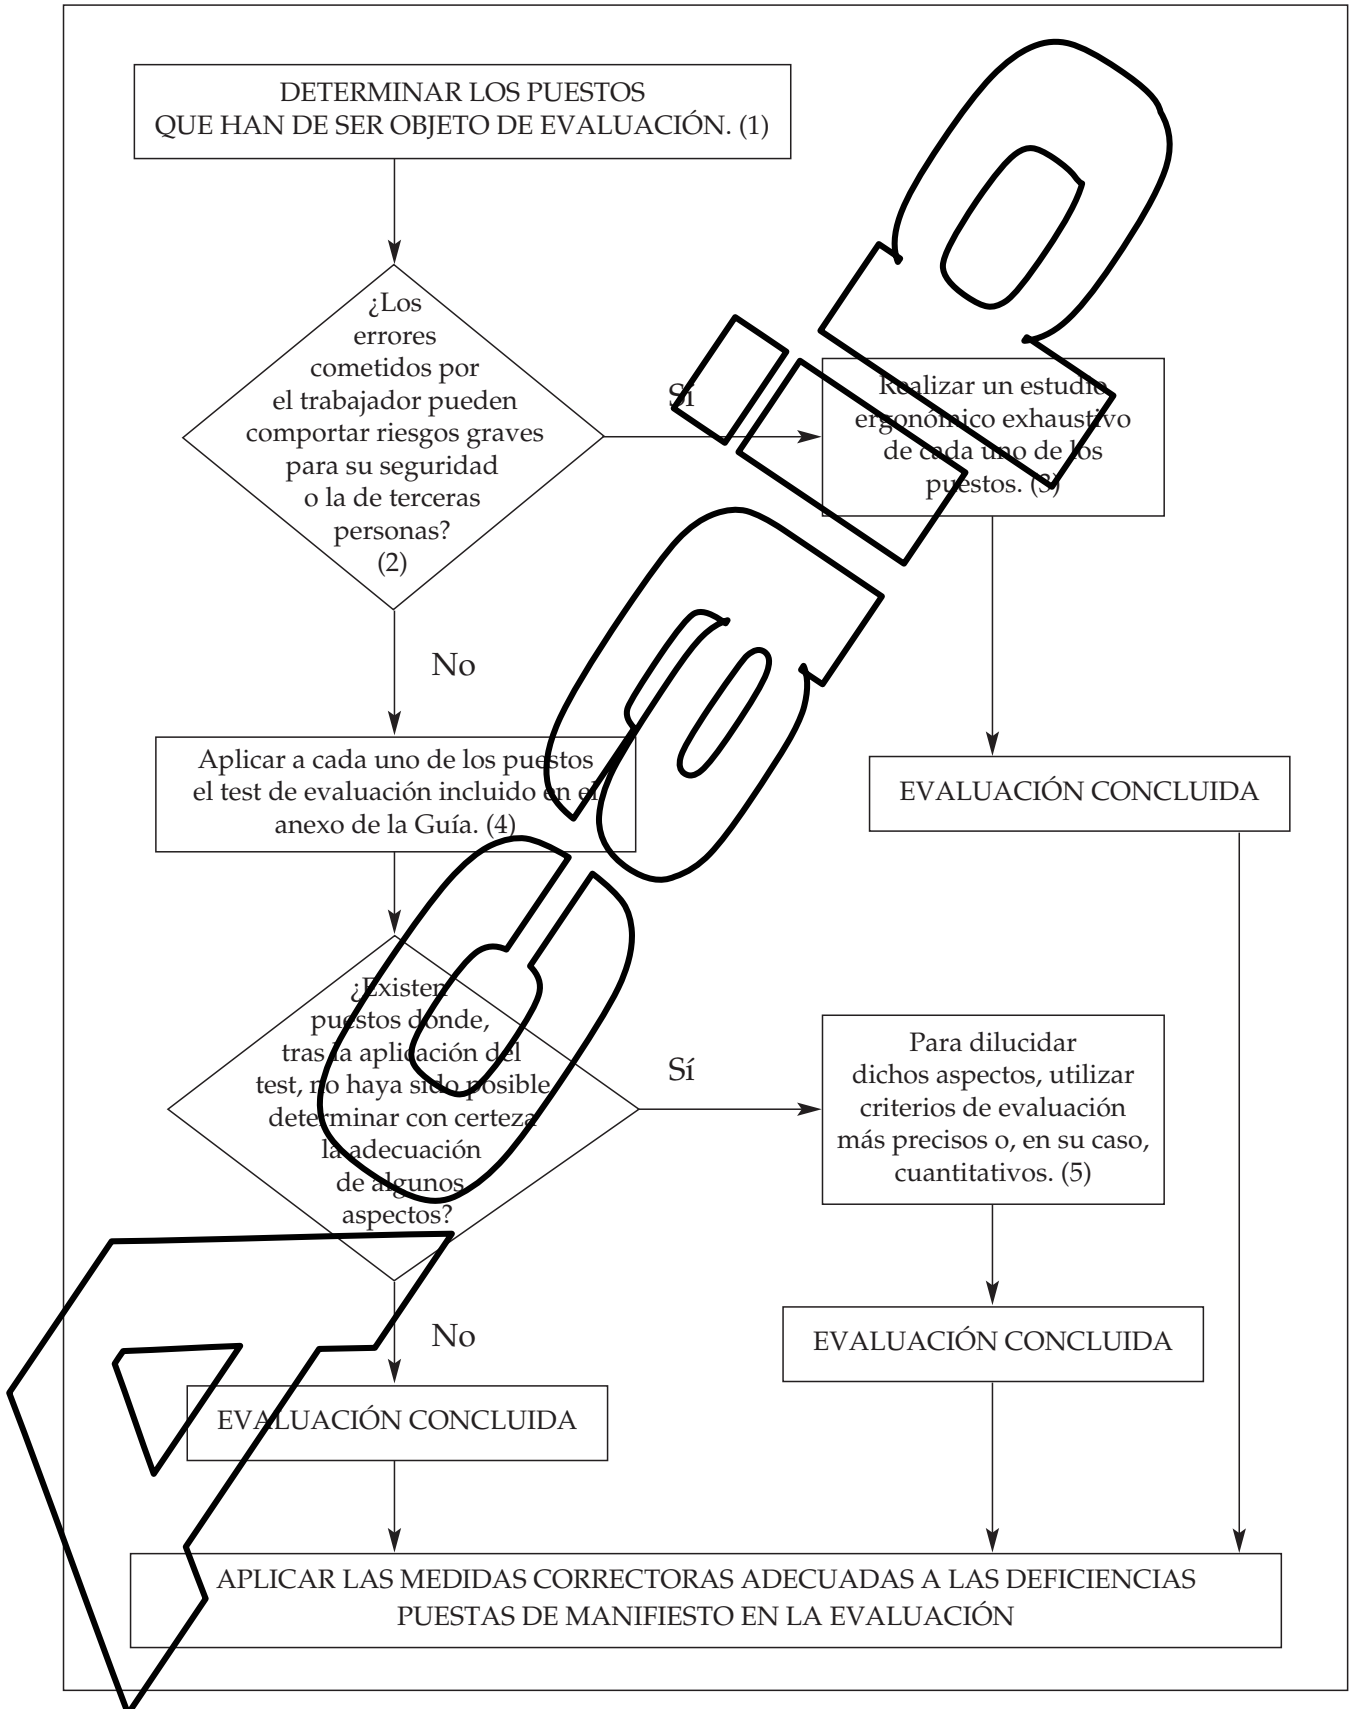 DETERMINAR LOS PUESTOS
QUE HAN DE SER OBJETO DE EVALUACIÓN. (1)
¿Los
errores
cometidos por
el trabajador pueden
comportar riesgos graves
para su seguridad
o la de terceras
personas?
(2)
Sí
Realizar un estudio
ergonómico exhaustivo
de cada uno de los
puestos. (3)
No
Aplicar a cada uno de los puestos
el test de evaluación incluido en el
anexo de la Guía. (4)
EVALUACIÓN CONCLUIDA
¿Existen
puestos donde,
tras la aplicación del
test, no haya sido posible
determinar con certeza
la adecuación
de algunos
aspectos?
Sí
Para dilucidar
dichos aspectos, utilizar
criterios de evaluación
más precisos o, en su caso,
cuantitativos. (5)
No
EVALUACIÓN CONCLUIDA
EVALUACIÓN CONCLUIDA
APLICAR LAS MEDIDAS CORRECTORAS ADECUADAS A LAS DEFICIENCIAS
PUESTAS DE MANIFIESTO EN LA EVALUACIÓN